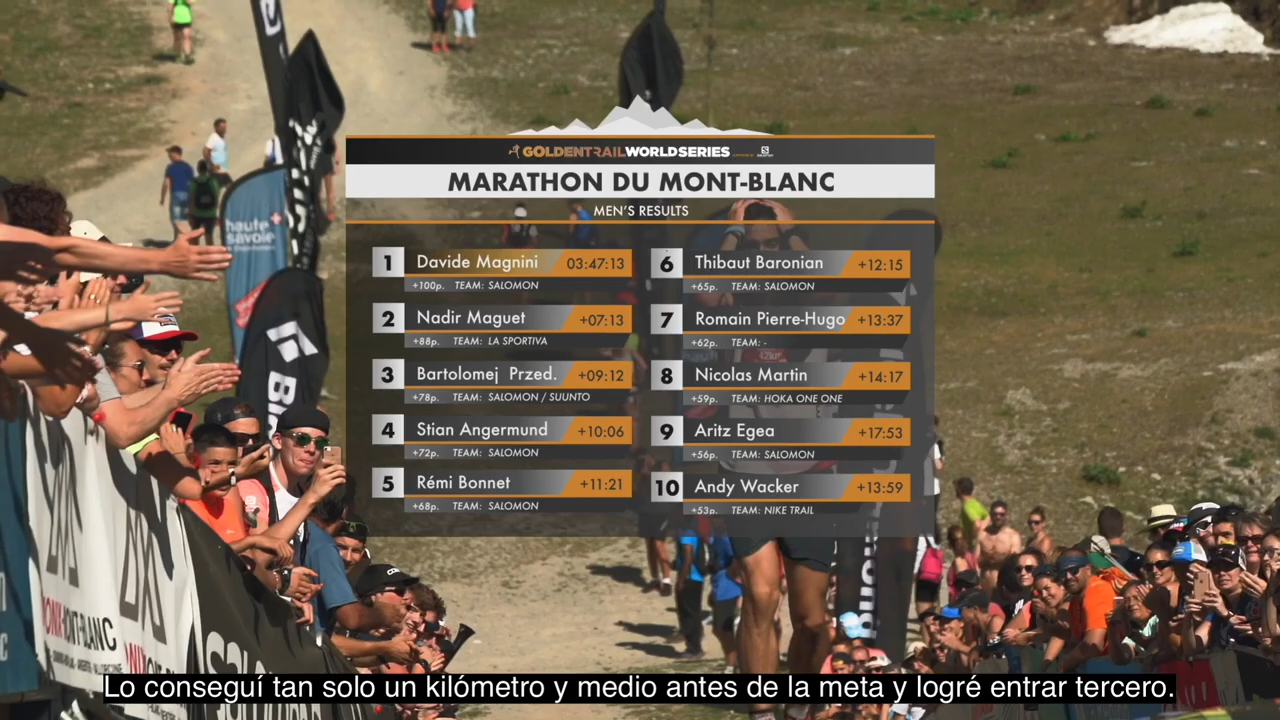 GOLDENTRAILWORLDSERIES
MARATHON DU MONT-BLANC
MEN'S RESULTS
1 Davide Magnini 03:47:13
+100p. TEAM: SALOMON
2 Nadir Maguet +07:13
+88p. TEAM: LA SPORTIVA
3 Bartolomej Przed. +09:12
+78p. TEAM: SALOMON / SUUNTO
4 Stian Angermund +10:06
+72p. TEAM: SALOMON
5 Rémi Bonnet +11:21
+68p. TEAM: SALOMON
6 Thibaut Baronian +12:15
+65p. TEAM: SALOMON
7 Romain Pierre-Hugo +13:37
+62p. TEAM: -
8 Nicolas Martin +14:17
+59p. TEAM: HOKA ONE ONE
9 Aritz Egea +17:53
+56p. TEAM: SALOMON
10 Andy Wacker +13:59
+53p. TEAM: NIKE TRAIL
haute
savoie
MONT-BLANC
Lo conseguí tan solo un kilómetro y medio antes de la meta y logré entrar tercero.